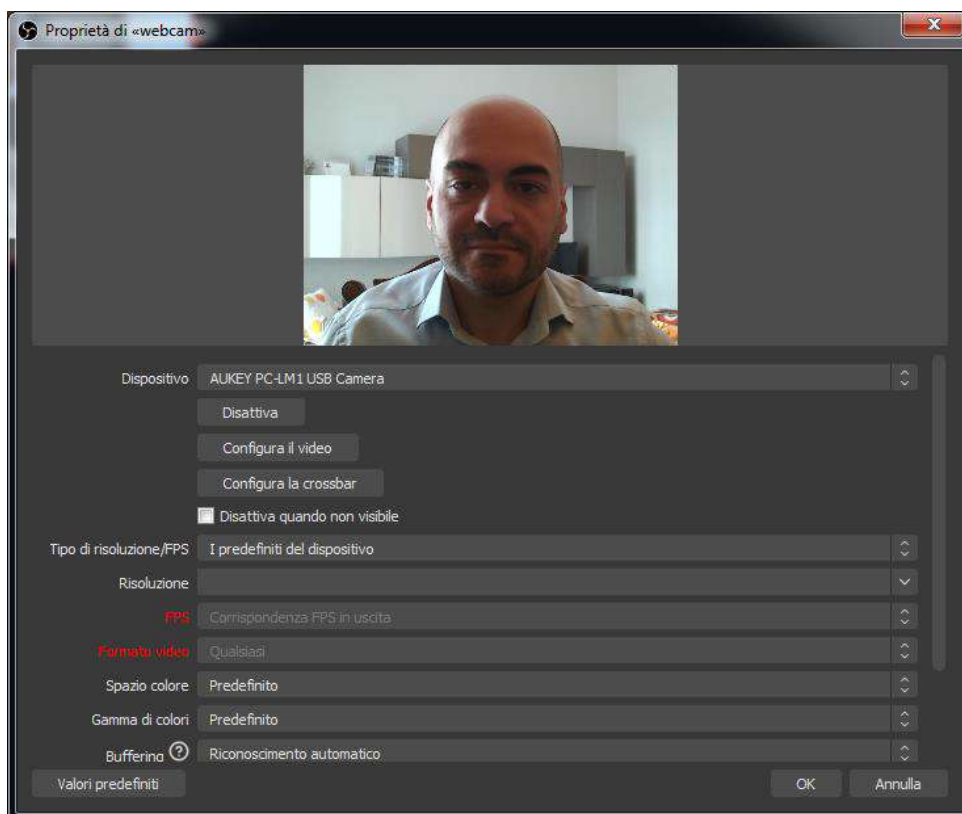 Proprietà di «webcam»
Dispositivo AUKEY PC-LM1 USB Camera
Disattiva
Configura il video
Configura la crossbar
Disattiva quando non visibile
Tipo di risoluzione/FPS I predefiniti del dispositivo
Risoluzione
FPS Corrispondenza FPS in uscita
Formato video Qualsiasi
Spazio colore Predefinito
Gamma di colori Predefinito
Buffering ? Riconoscimento automatico
Valori predefiniti OK Annulla